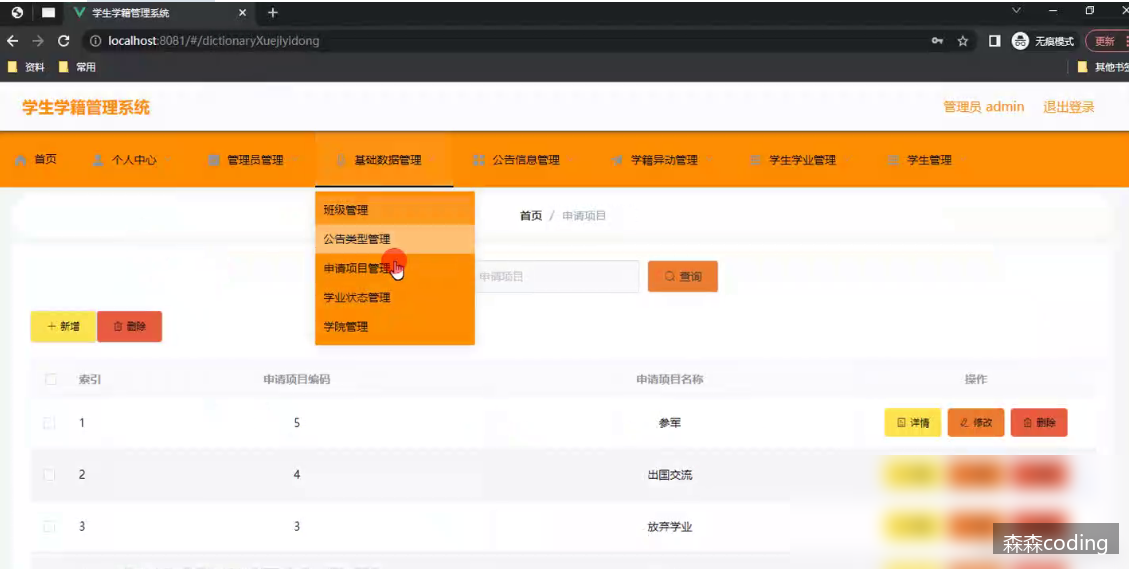 学生学籍管理系统
localhost:8081/#/dictionaryXuejiyidong
无痕模式
更新
资料
常用
其他书签
学生学籍管理系统
管理员 admin
退出登录
首页
个人中心
管理员管理
基础数据管理
公告信息管理
学籍异动管理
学生学业管理
学生管理
班级管理
公告类型管理
申请项目管理
学业状态管理
学院管理
首页 / 申请项目
申请项目
查询
新增
删除
索引
申请项目编码
申请项目名称
操作
1
5
参军
详情
修改
删除
2
4
出国交流
3
3
放弃学业
森森coding